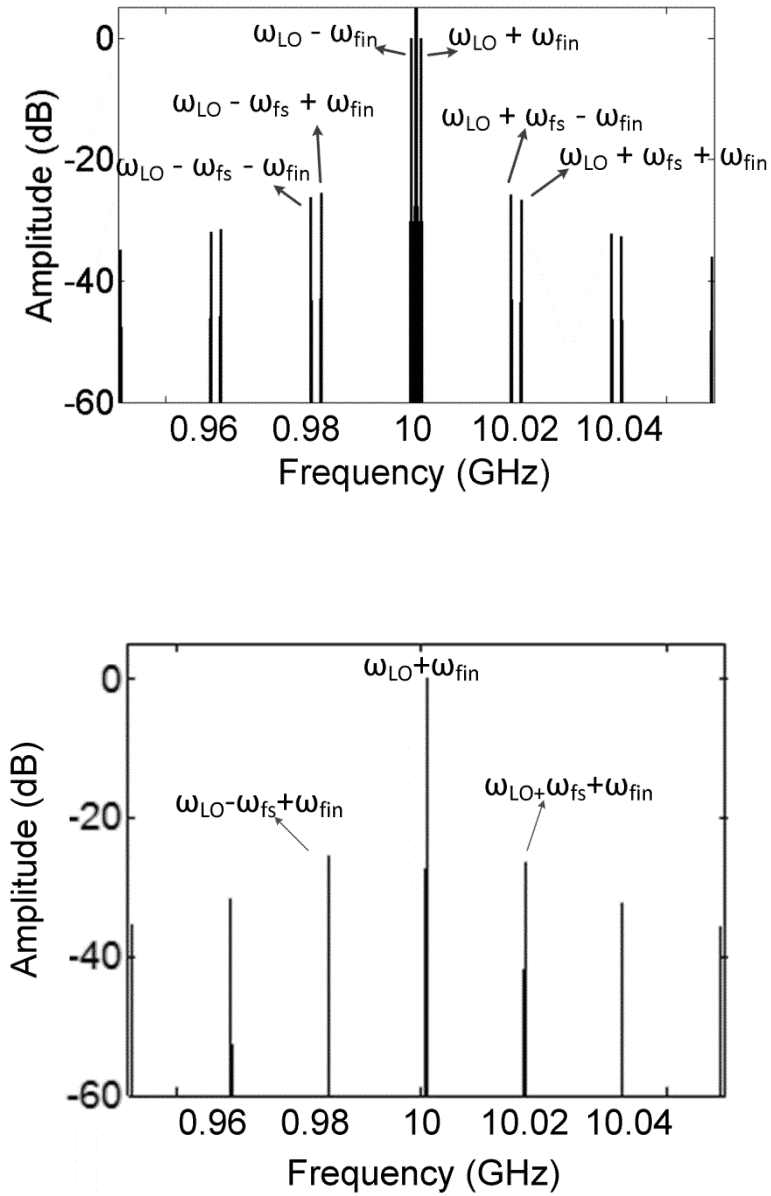 0
ωLO - ωfin
ωLO + ωfin
ωLO - ωfs + ωfin
ωLO + ωfs - ωfin
-20
ωLO - ωfs - ωfin
ωLO + ωfs + ωfin
Amplitude (dB)
-40
-60
0.96 0.98 10 10.02 10.04
Frequency (GHz)
ωLO+ωfin
0
ωLO-ωfs+ωfin
ωLO+ωfs+ωfin
-20
Amplitude (dB)
-40
-60
0.96 0.98 10 10.02 10.04
Frequency (GHz)